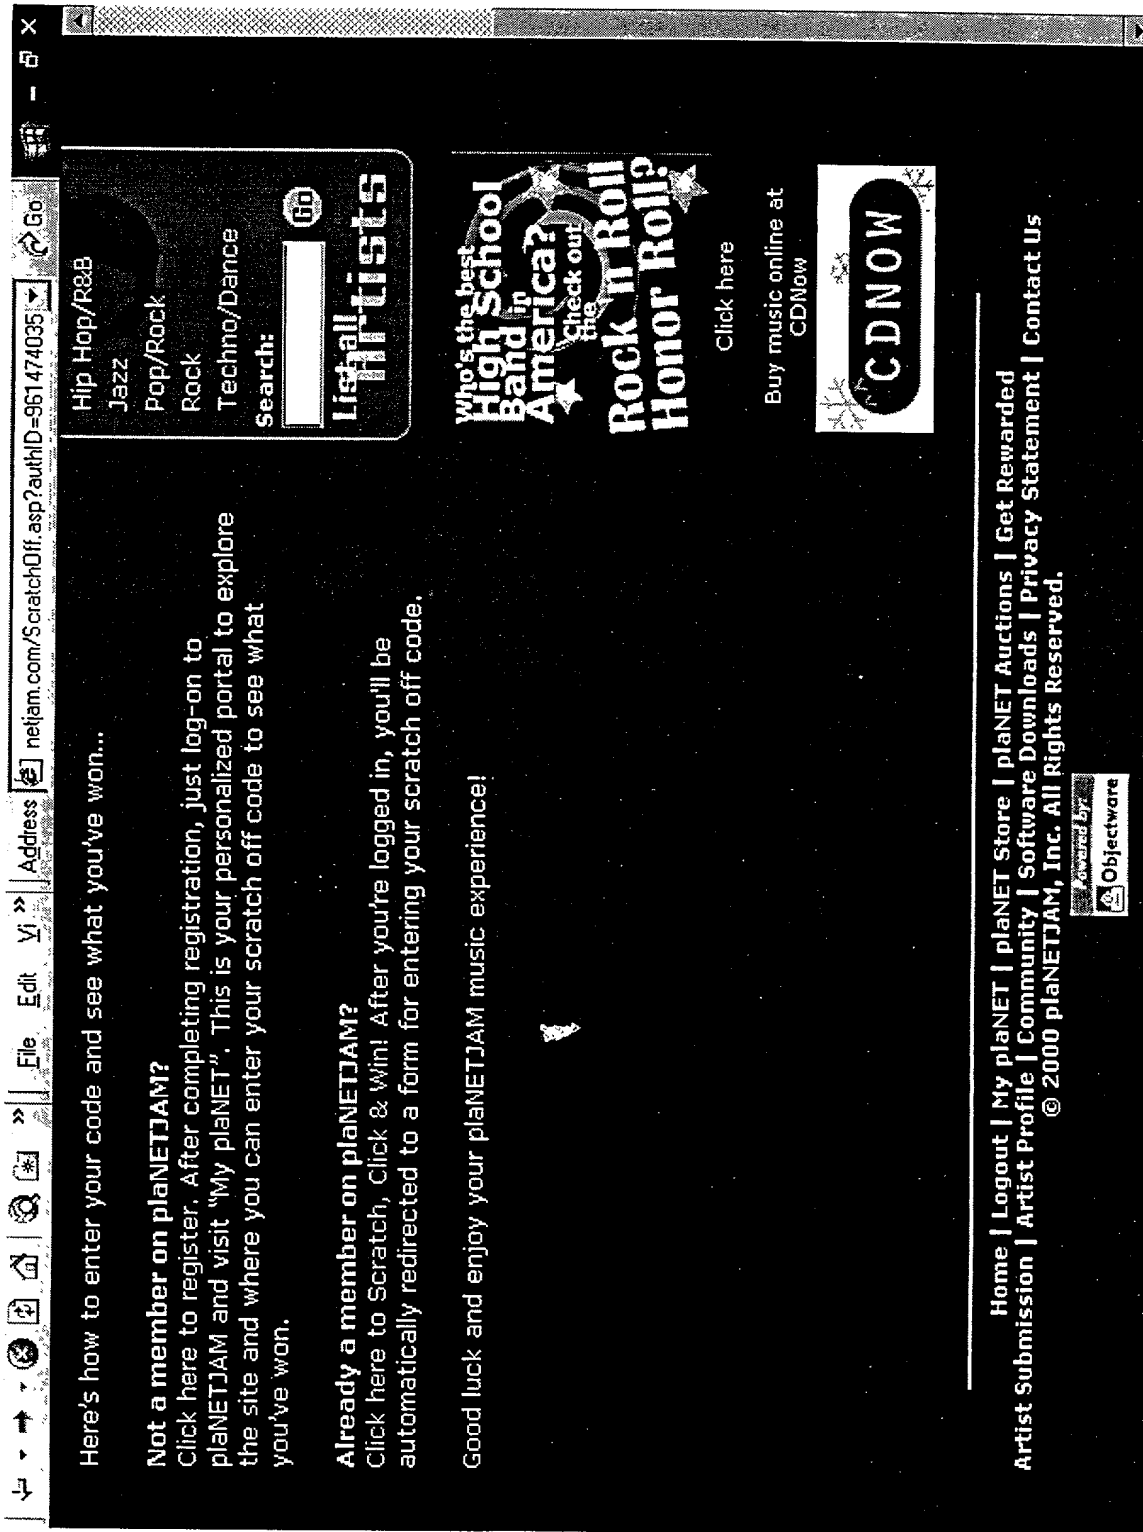 File Edit Vi » Address netjam.com/ScratchOff.asp?authID=961474035 Go
Here's how to enter your code and see what you've won...
Not a member on plaNETJAM?
Click here to register. After completing registration, just log-on to
plaNETJAM and visit "My plaNET". This is your personalized portal to explore
the site and where you can enter your scratch off code to see what
you've won.
Already a member on plaNETJAM?
Click here to Scratch, Click & Win! After you're logged in, you'll be
automatically redirected to a form for entering your scratch off code.
Good luck and enjoy your plaNETJAM music experience!
Hip Hop/R&B
Jazz
Pop/Rock
Rock
Techno/Dance
Search:
Go
List all
Artists
Who's the best
High School
Band in
America?
Check out
the
Rock n Roll
Honor Roll?
Click here
Buy music online at
CDNow
CDNOW
Home | Logout | My plaNET | plaNET Store | plaNET Auctions | Get Rewarded
Artist Submission | Artist Profile | Community | Software Downloads | Privacy Statement | Contact Us
© 2000 plaNETJAM, Inc. All Rights Reserved.
Powered by:
Objectware